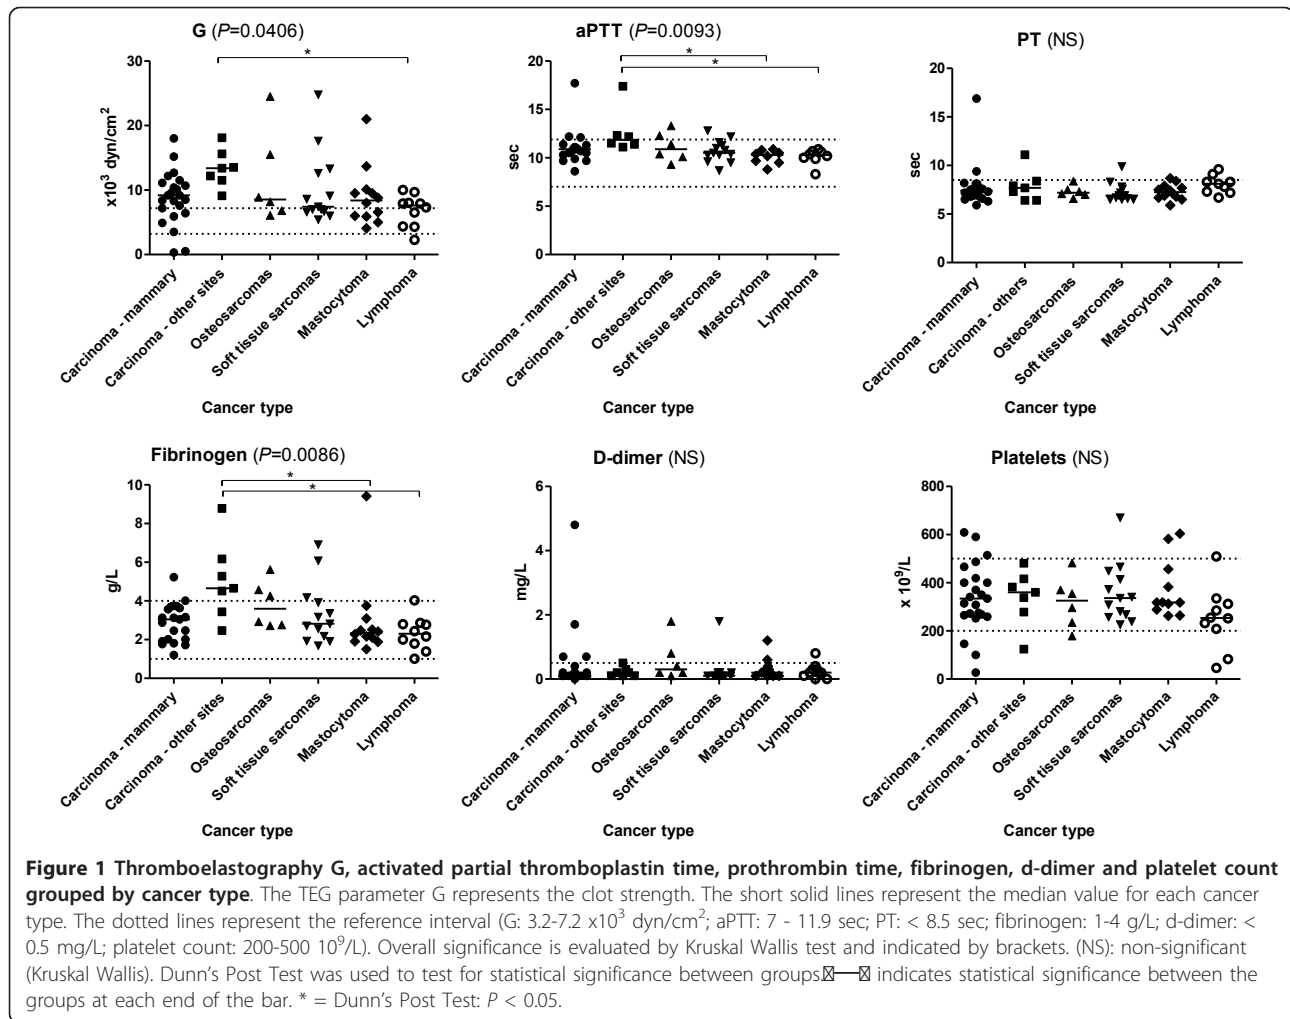 G (P=0.0406)
*
30
20
10
0
x10³ dyn/cm²
Carcinoma - mammary
Carcinoma - other sites
Osteosarcomas
Soft tissue sarcomas
Mastocytoma
Lymphoma
Cancer type
aPTT (P=0.0093)
*
*
20
15
10
5
0
sec
Carcinoma - mammary
Carcinoma - other sites
Osteosarcomas
Soft tissue sarcomas
Mastocytoma
Lymphoma
Cancer type
PT (NS)
20
15
10
5
0
sec
Carcinoma - mammary
Carcinoma - others
Osteosarcomas
Soft tissue sarcomas
Mastocytoma
Lymphoma
Cancer type
Fibrinogen (P=0.0086)
*
*
10
8
6
4
2
0
g/L
Carcinoma - mammary
Carcinoma - other sites
Osteosarcomas
Soft tissue sarcomas
Mastocytoma
Lymphoma
Cancer type
D-dimer (NS)
6
4
2
0
mg/L
Carcinoma - mammary
Carcinoma - other sites
Osteosarcomas
Soft tissue sarcomas
Mastocytoma
Lymphoma
Cancer type
Platelets (NS)
800
600
400
200
0
x 10⁹/L
Carcinoma - mammary
Carcinoma - other sites
Osteosarcomas
Soft tissue sarcomas
Mastocytoma
Lymphoma
Cancer type
Figure 1 Thromboelastography G, activated partial thromboplastin time, prothrombin time, fibrinogen, d-dimer and platelet count
grouped by cancer type. The TEG parameter G represents the clot strength. The short solid lines represent the median value for each cancer
type. The dotted lines represent the reference interval (G: 3.2-7.2 x10³ dyn/cm²; aPTT: 7 - 11.9 sec; PT: < 8.5 sec; fibrinogen: 1-4 g/L; d-dimer: <
0.5 mg/L; platelet count: 200-500 10⁹/L). Overall significance is evaluated by Kruskal Wallis test and indicated by brackets. (NS): non-significant
(Kruskal Wallis). Dunn's Post Test was used to test for statistical significance between groups.☒—☒ indicates statistical significance between the
groups at each end of the bar. * = Dunn's Post Test: P < 0.05.